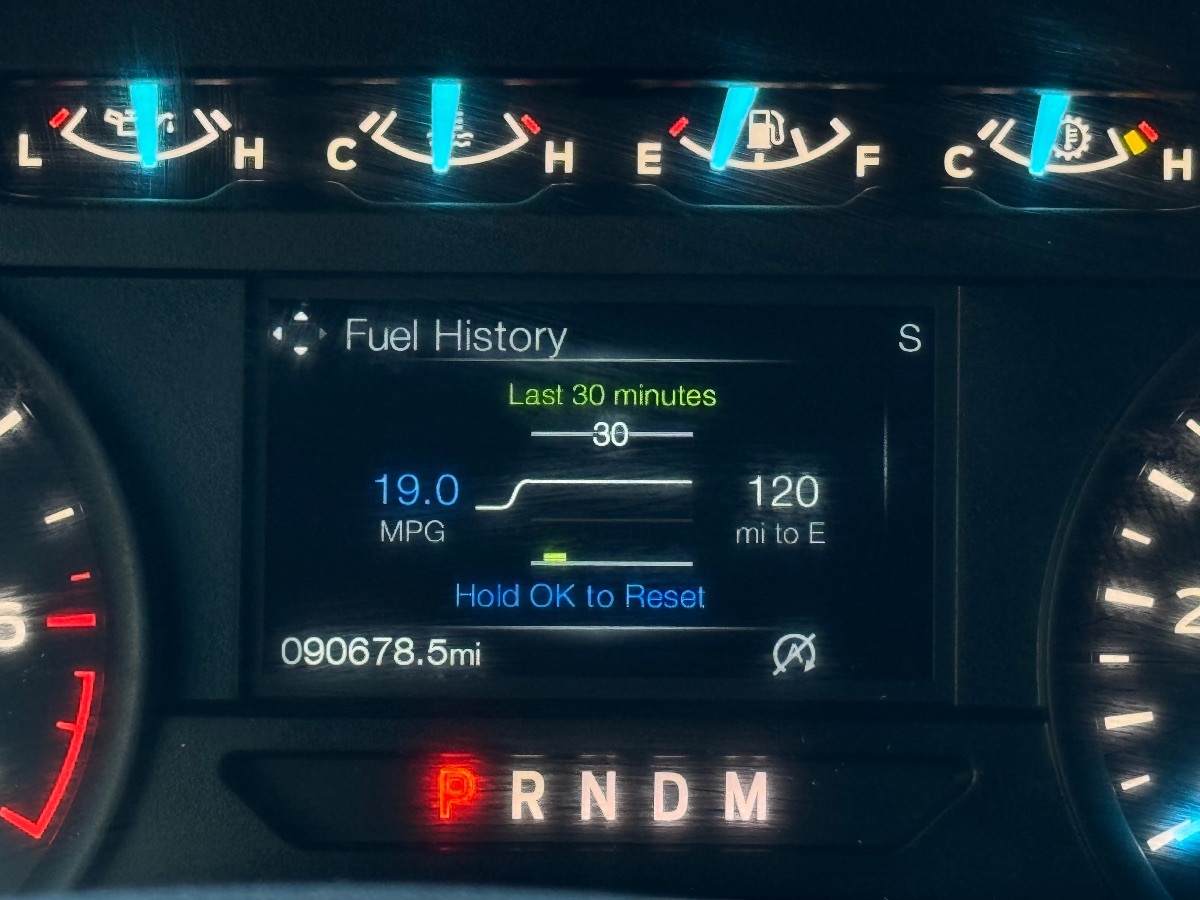 L H C H E F C H
Fuel History S
Last 30 minutes
30
19.0 120
MPG mi to E
Hold OK to Reset
090678.5mi
P R N D M